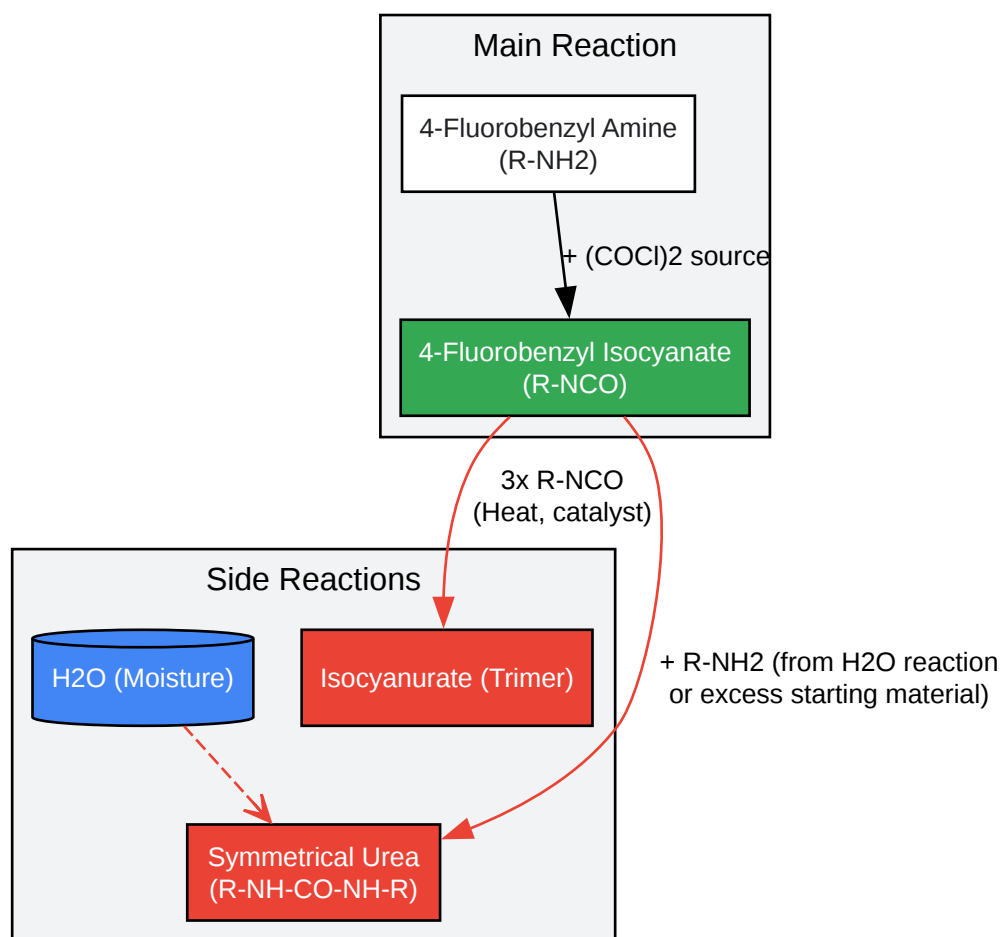 Main Reaction
4-Fluorobenzyl Amine
(R-NH2)
+ (COCl)2 source
4-Fluorobenzyl Isocyanate
(R-NCO)
3x R-NCO
(Heat, catalyst)
Side Reactions
H2O (Moisture)
Isocyanurate (Trimer)
+ R-NH2 (from H2O reaction
or excess starting material)
Symmetrical Urea
(R-NH-CO-NH-R)